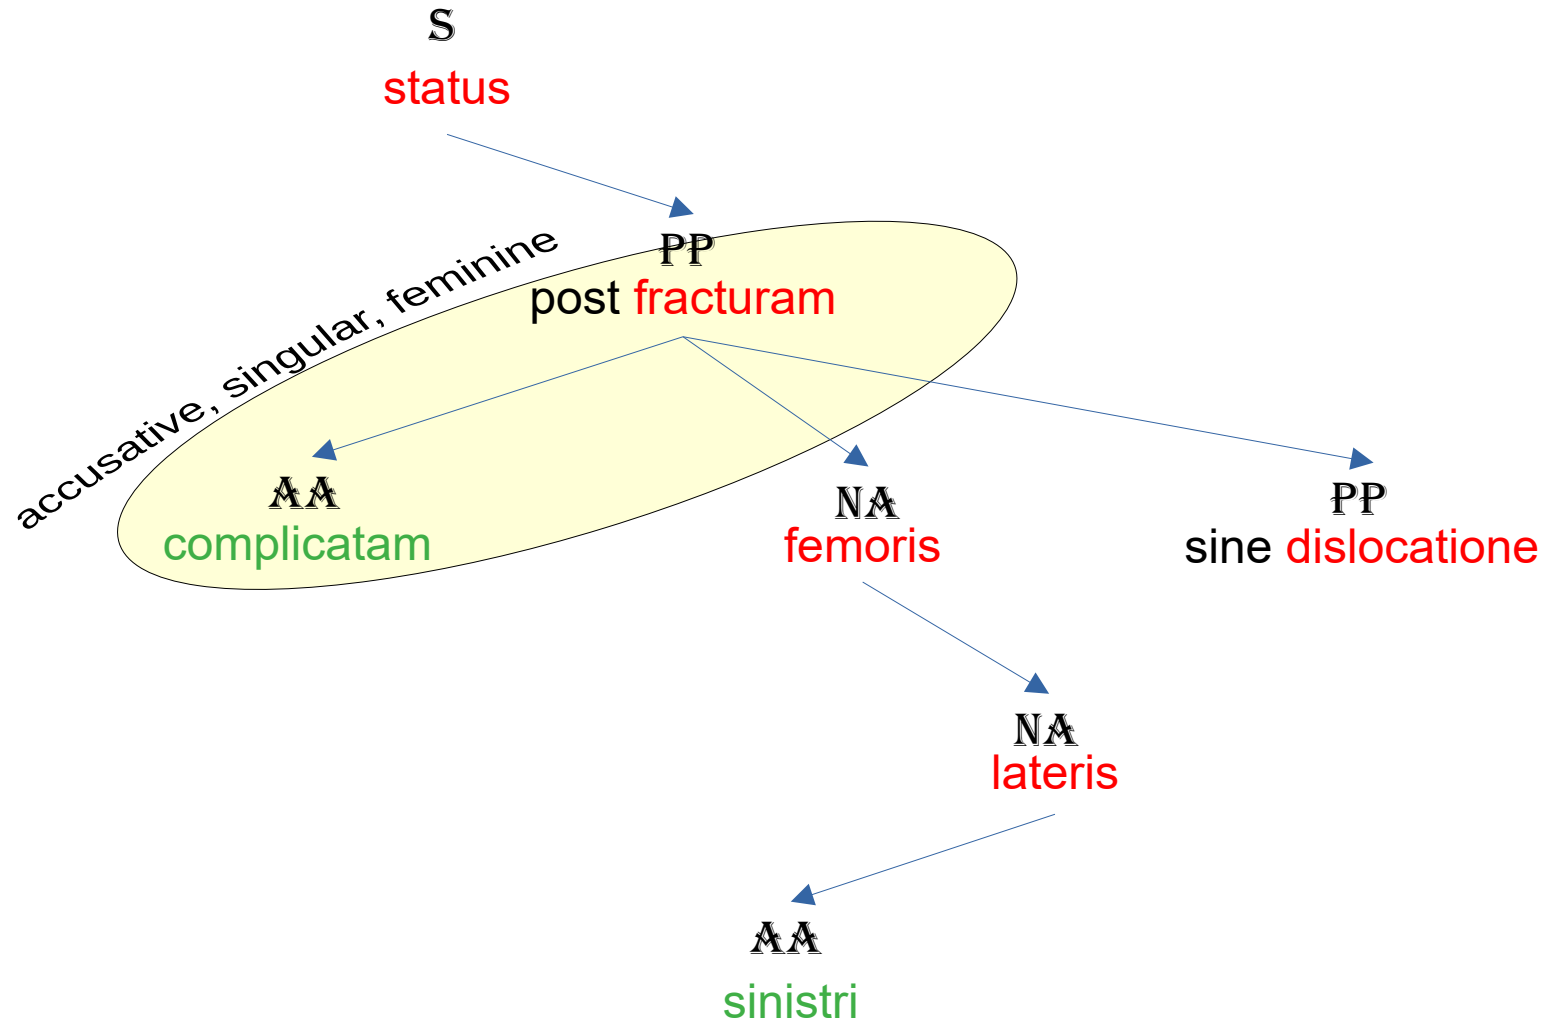 S
status
accusative, singular, feminine
PP
post fracturam
AA
complicatam
NA
femoris
PP
sine dislocatione
NA
lateris
AA
sinistri